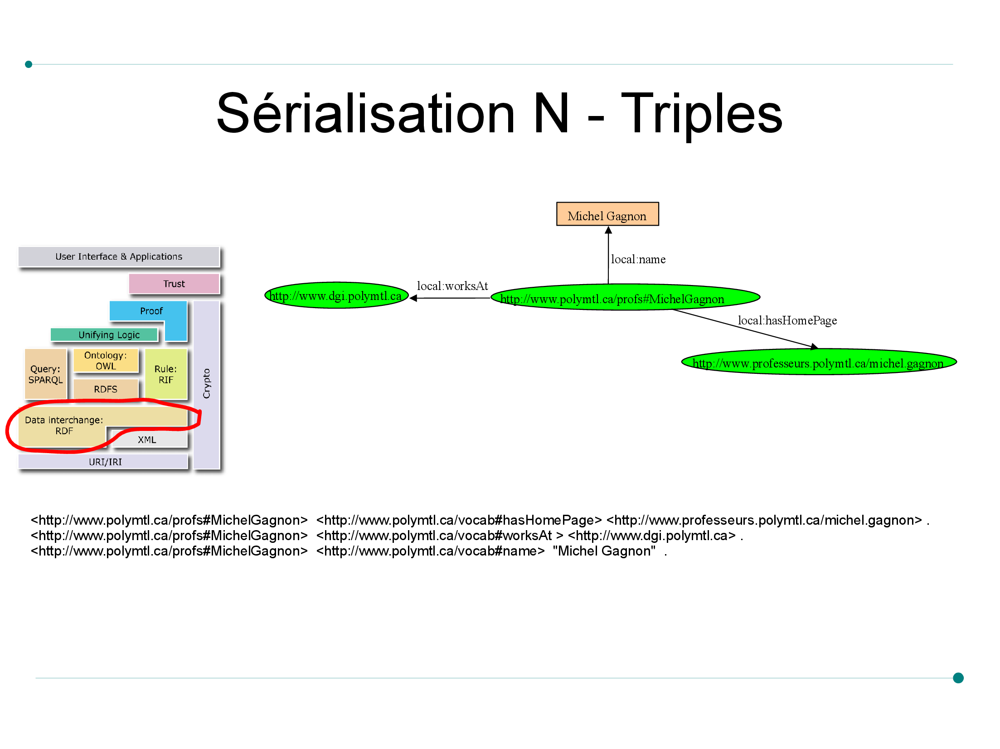 Sérialisation N - Triples
Michel Gagnon
local:name
local:worksAt
http://www.dgi.polymtl.ca
http://www.polymtl.ca/profs#MichelGagnon
local:hasHomePage
http://www.professeurs.polymtl.ca/michel.gagnon
User Interface & Applications
Trust
Proof
Unifying Logic
Query:
SPARQL
Ontology:
OWL
Rule:
RIF
RDFS
Crypto
Data interchange:
RDF
XML
URI/IRI
<http://www.polymtl.ca/profs#MichelGagnon>  <http://www.polymtl.ca/vocab#hasHomePage> <http://www.professeurs.polymtl.ca/michel.gagnon> .
<http://www.polymtl.ca/profs#MichelGagnon>  <http://www.polymtl.ca/vocab#worksAt > <http://www.dgi.polymtl.ca> .
<http://www.polymtl.ca/profs#MichelGagnon>  <http://www.polymtl.ca/vocab#name>  "Michel Gagnon"  .